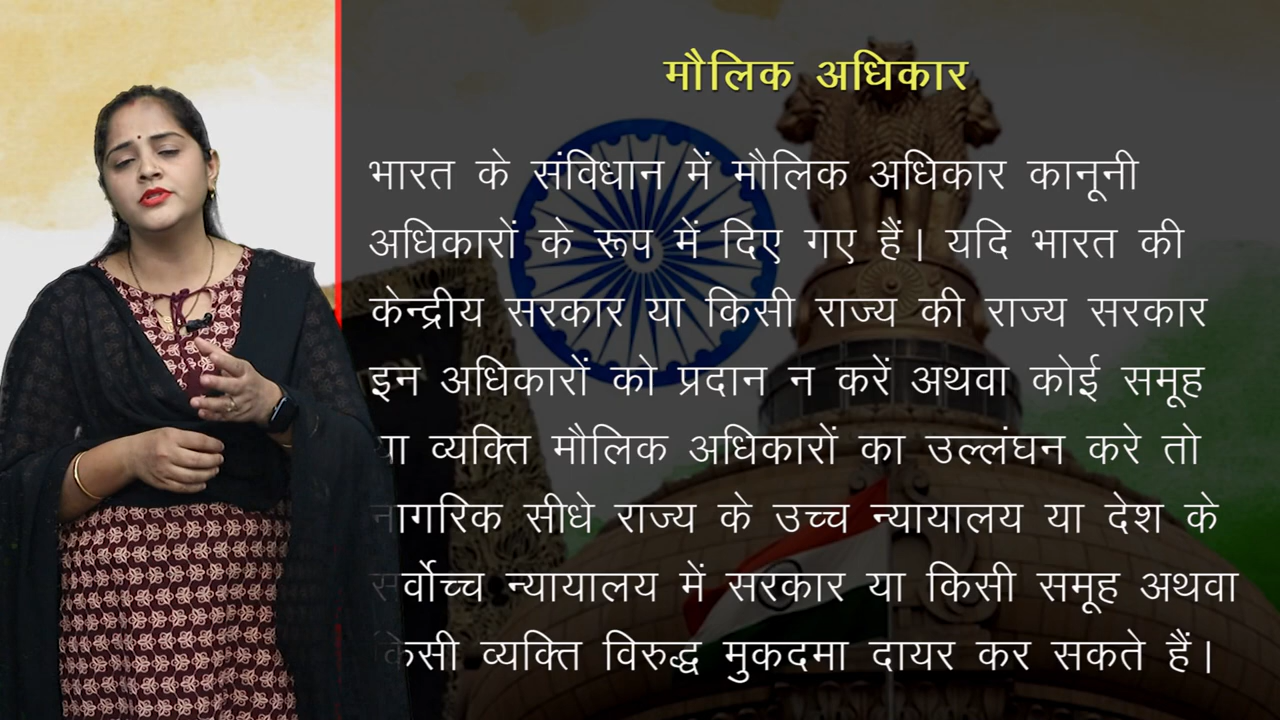 मौलिक अधिकार
भारत के संविधान में मौलिक अधिकार कानूनी
अधिकारों के रूप में दिए गए हैं। यदि भारत की
केन्द्रीय सरकार या किसी राज्य की राज्य सरकार
इन अधिकारों को प्रदान न करें अथवा कोई समूह
या व्यक्ति मौलिक अधिकारों का उल्लंघन करे तो
नागरिक सीधे राज्य के उच्च न्यायालय या देश के
सर्वोच्च न्यायालय में सरकार या किसी समूह अथवा
किसी व्यक्ति विरुद्ध मुकदमा दायर कर सकते हैं।